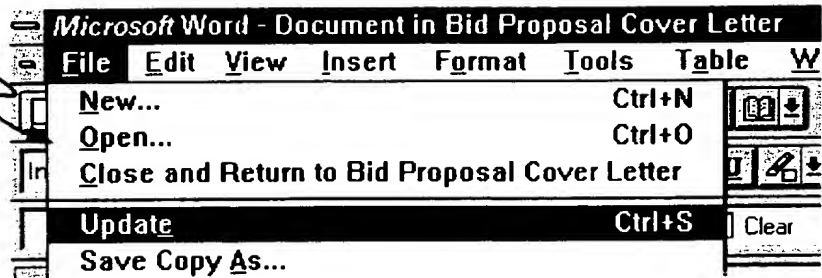 Microsoft Word - Document in Bid Proposal Cover Letter
File Edit View Insert Format Tools Table W
New... Ctrl+N
Open... Ctrl+O
Close and Return to Bid Proposal Cover Letter
In U
Update Ctrl+S Clear
Save Copy As...